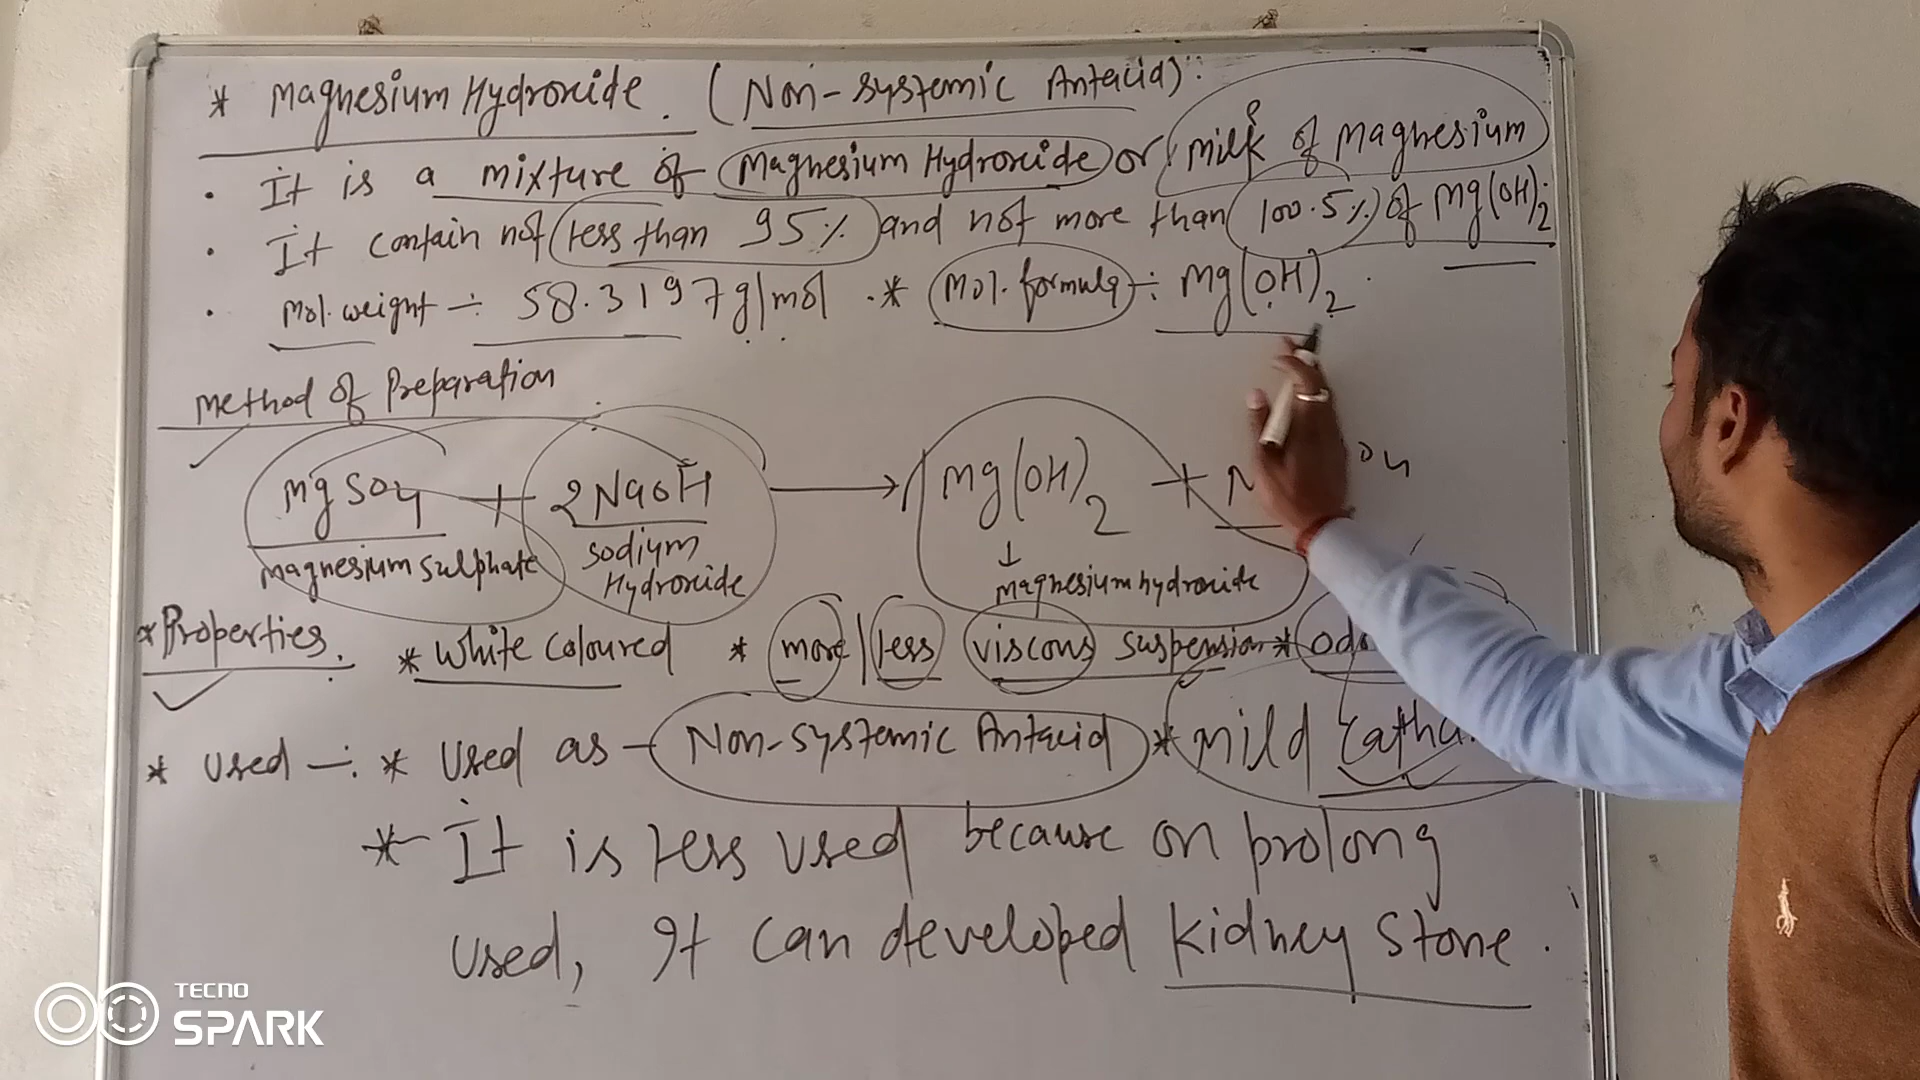 * Magnesium Hydroxide. (Non-systemic Antacid):
. It is a mixture of Magnesium Hydroxide or Milk of Magnesium
. It contain not less than 95% and not more than 100.5% of Mg(OH)2
. Mol. weight ÷ 58.3197g/mol .* Mol. formula ÷ Mg(OH)2
Method of Preparation
MgSO4 + 2NaOH → Mg(OH)2 +
Magnesium Sulphate Sodium Hydroxide ↓ Magnesium hydroxide
* Properties. * White Coloured * more/less viscous suspension *
* Used ÷ * Used as - Non-systemic Antacid * Mild
* It is less used because on prolong
used, It can developed kidney stone.
TECNO
SPARK